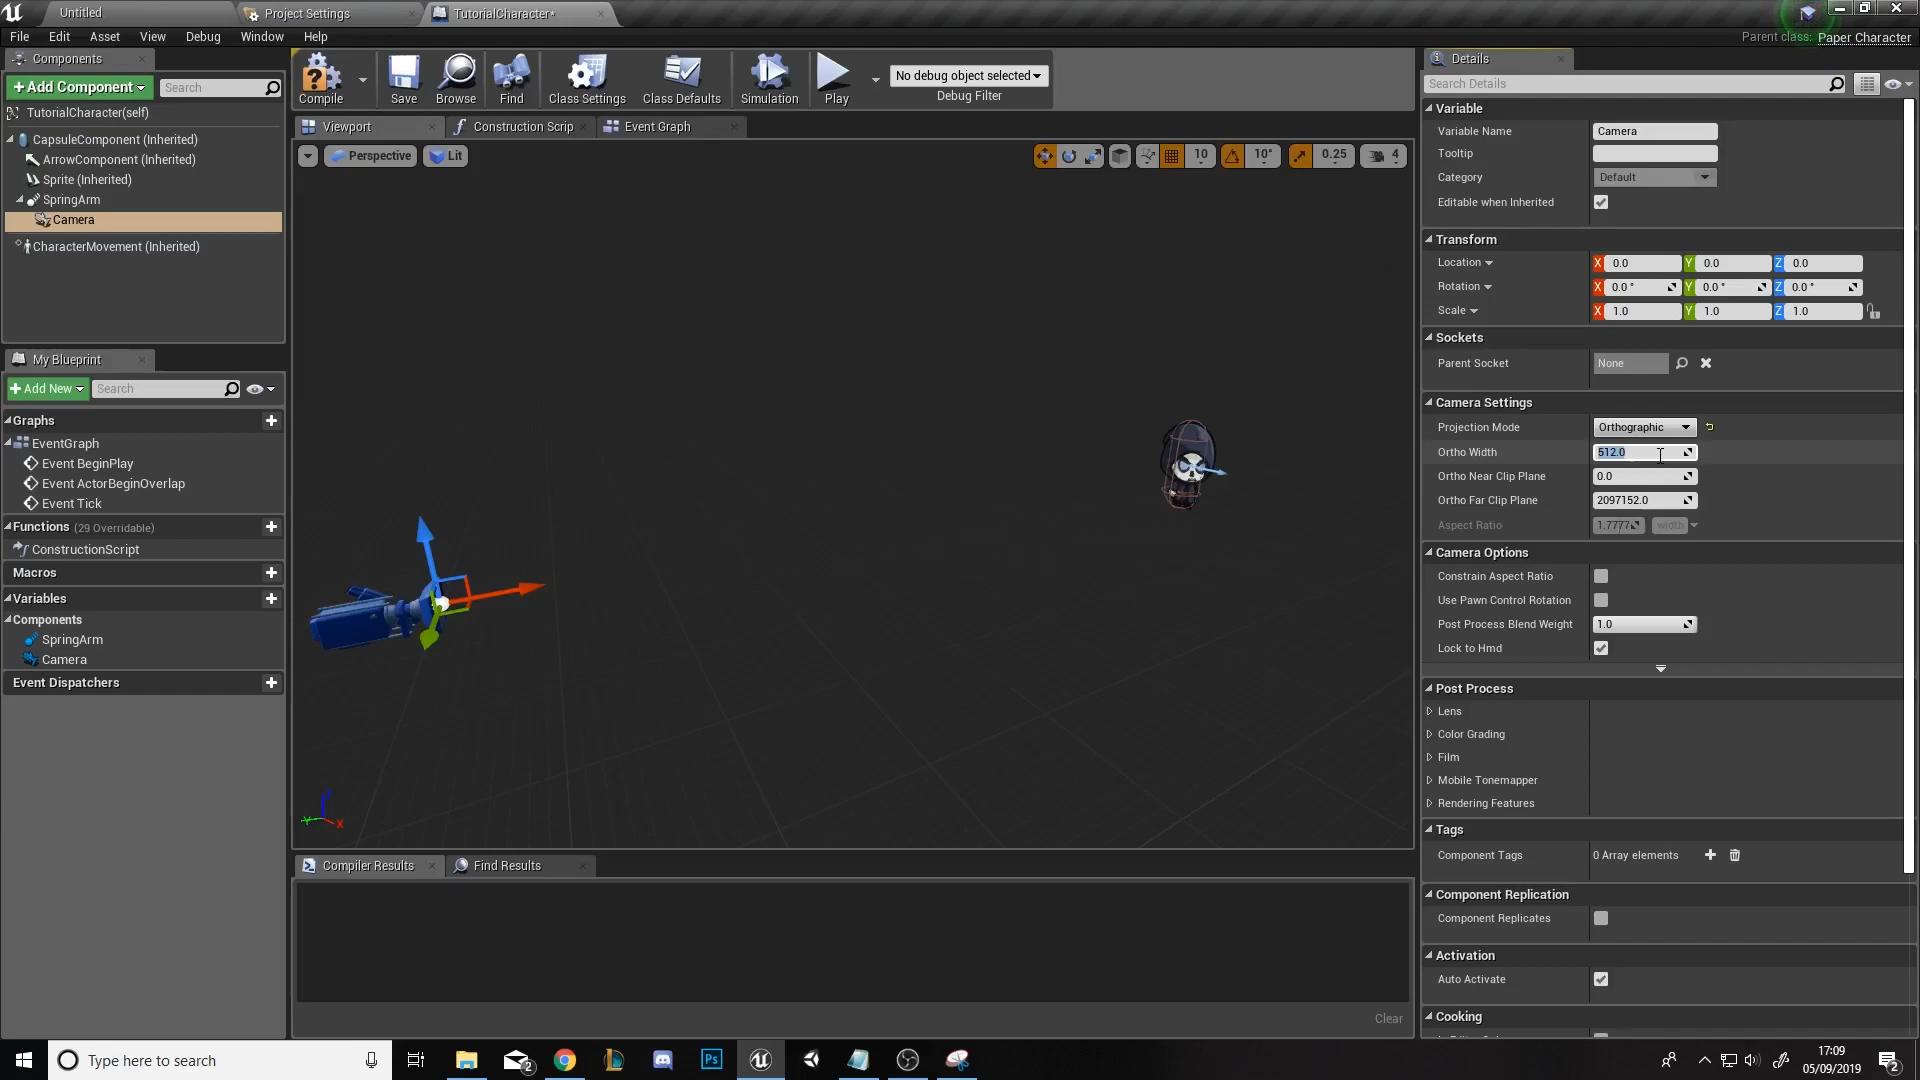 Untitled
Project Settings
TutorialCharacter*
File Edit Asset View Debug Window Help
Parent class: Paper Character
Components
+Add Component
Search
TutorialCharacter(self)
CapsuleComponent (Inherited)
ArrowComponent (Inherited)
Sprite (Inherited)
SpringArm
Camera
CharacterMovement (Inherited)
My Blueprint
+Add New
Search
Graphs
EventGraph
Event BeginPlay
Event ActorBeginOverlap
Event Tick
Functions (29 Overridable)
ConstructionScript
Macros
Variables
Components
SpringArm
Camera
Event Dispatchers
Compile Save Browse Find Class Settings Class Defaults Simulation Play
No debug object selected
Debug Filter
Viewport
Construction Scrip
Event Graph
Perspective
Lit
10 10° 0.25 4
Compiler Results
Find Results
Clear
Details
Search Details
Variable
Variable Name Camera
Tooltip
Category Default
Editable when Inherited
Transform
Location X 0.0 Y 0.0 Z 0.0
Rotation X 0.0 ° Y 0.0 ° Z 0.0 °
Scale X 1.0 Y 1.0 Z 1.0
Sockets
Parent Socket None
Camera Settings
Projection Mode Orthographic
Ortho Width 512.0
Ortho Near Clip Plane 0.0
Ortho Far Clip Plane 2097152.0
Aspect Ratio 1.7777 width
Camera Options
Constrain Aspect Ratio
Use Pawn Control Rotation
Post Process Blend Weight 1.0
Lock to Hmd
Post Process
Lens
Color Grading
Film
Mobile Tonemapper
Rendering Features
Tags
Component Tags 0 Array elements
Component Replication
Component Replicates
Activation
Auto Activate
Cooking
Type here to search
2
Ps
17:09
05/09/2019
2